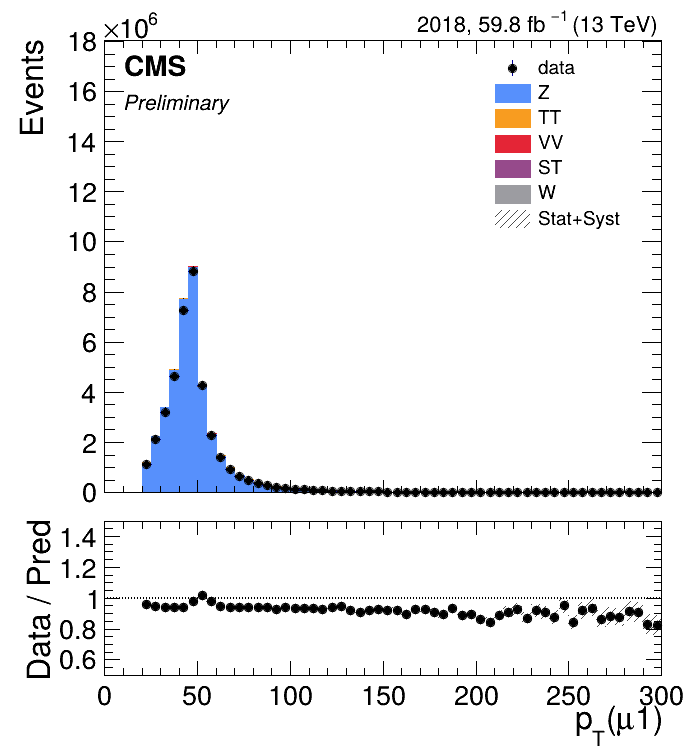 ×10⁶
2018, 59.8 fb⁻¹ (13 TeV)
CMS
Preliminary
Events
18
16
14
12
10
8
6
4
2
0
data
Z
TT
VV
ST
W
Stat+Syst
Data / Pred
1.4
1.2
1
0.8
0.6
0 50 100 150 200 250 300
p_T(μ1)